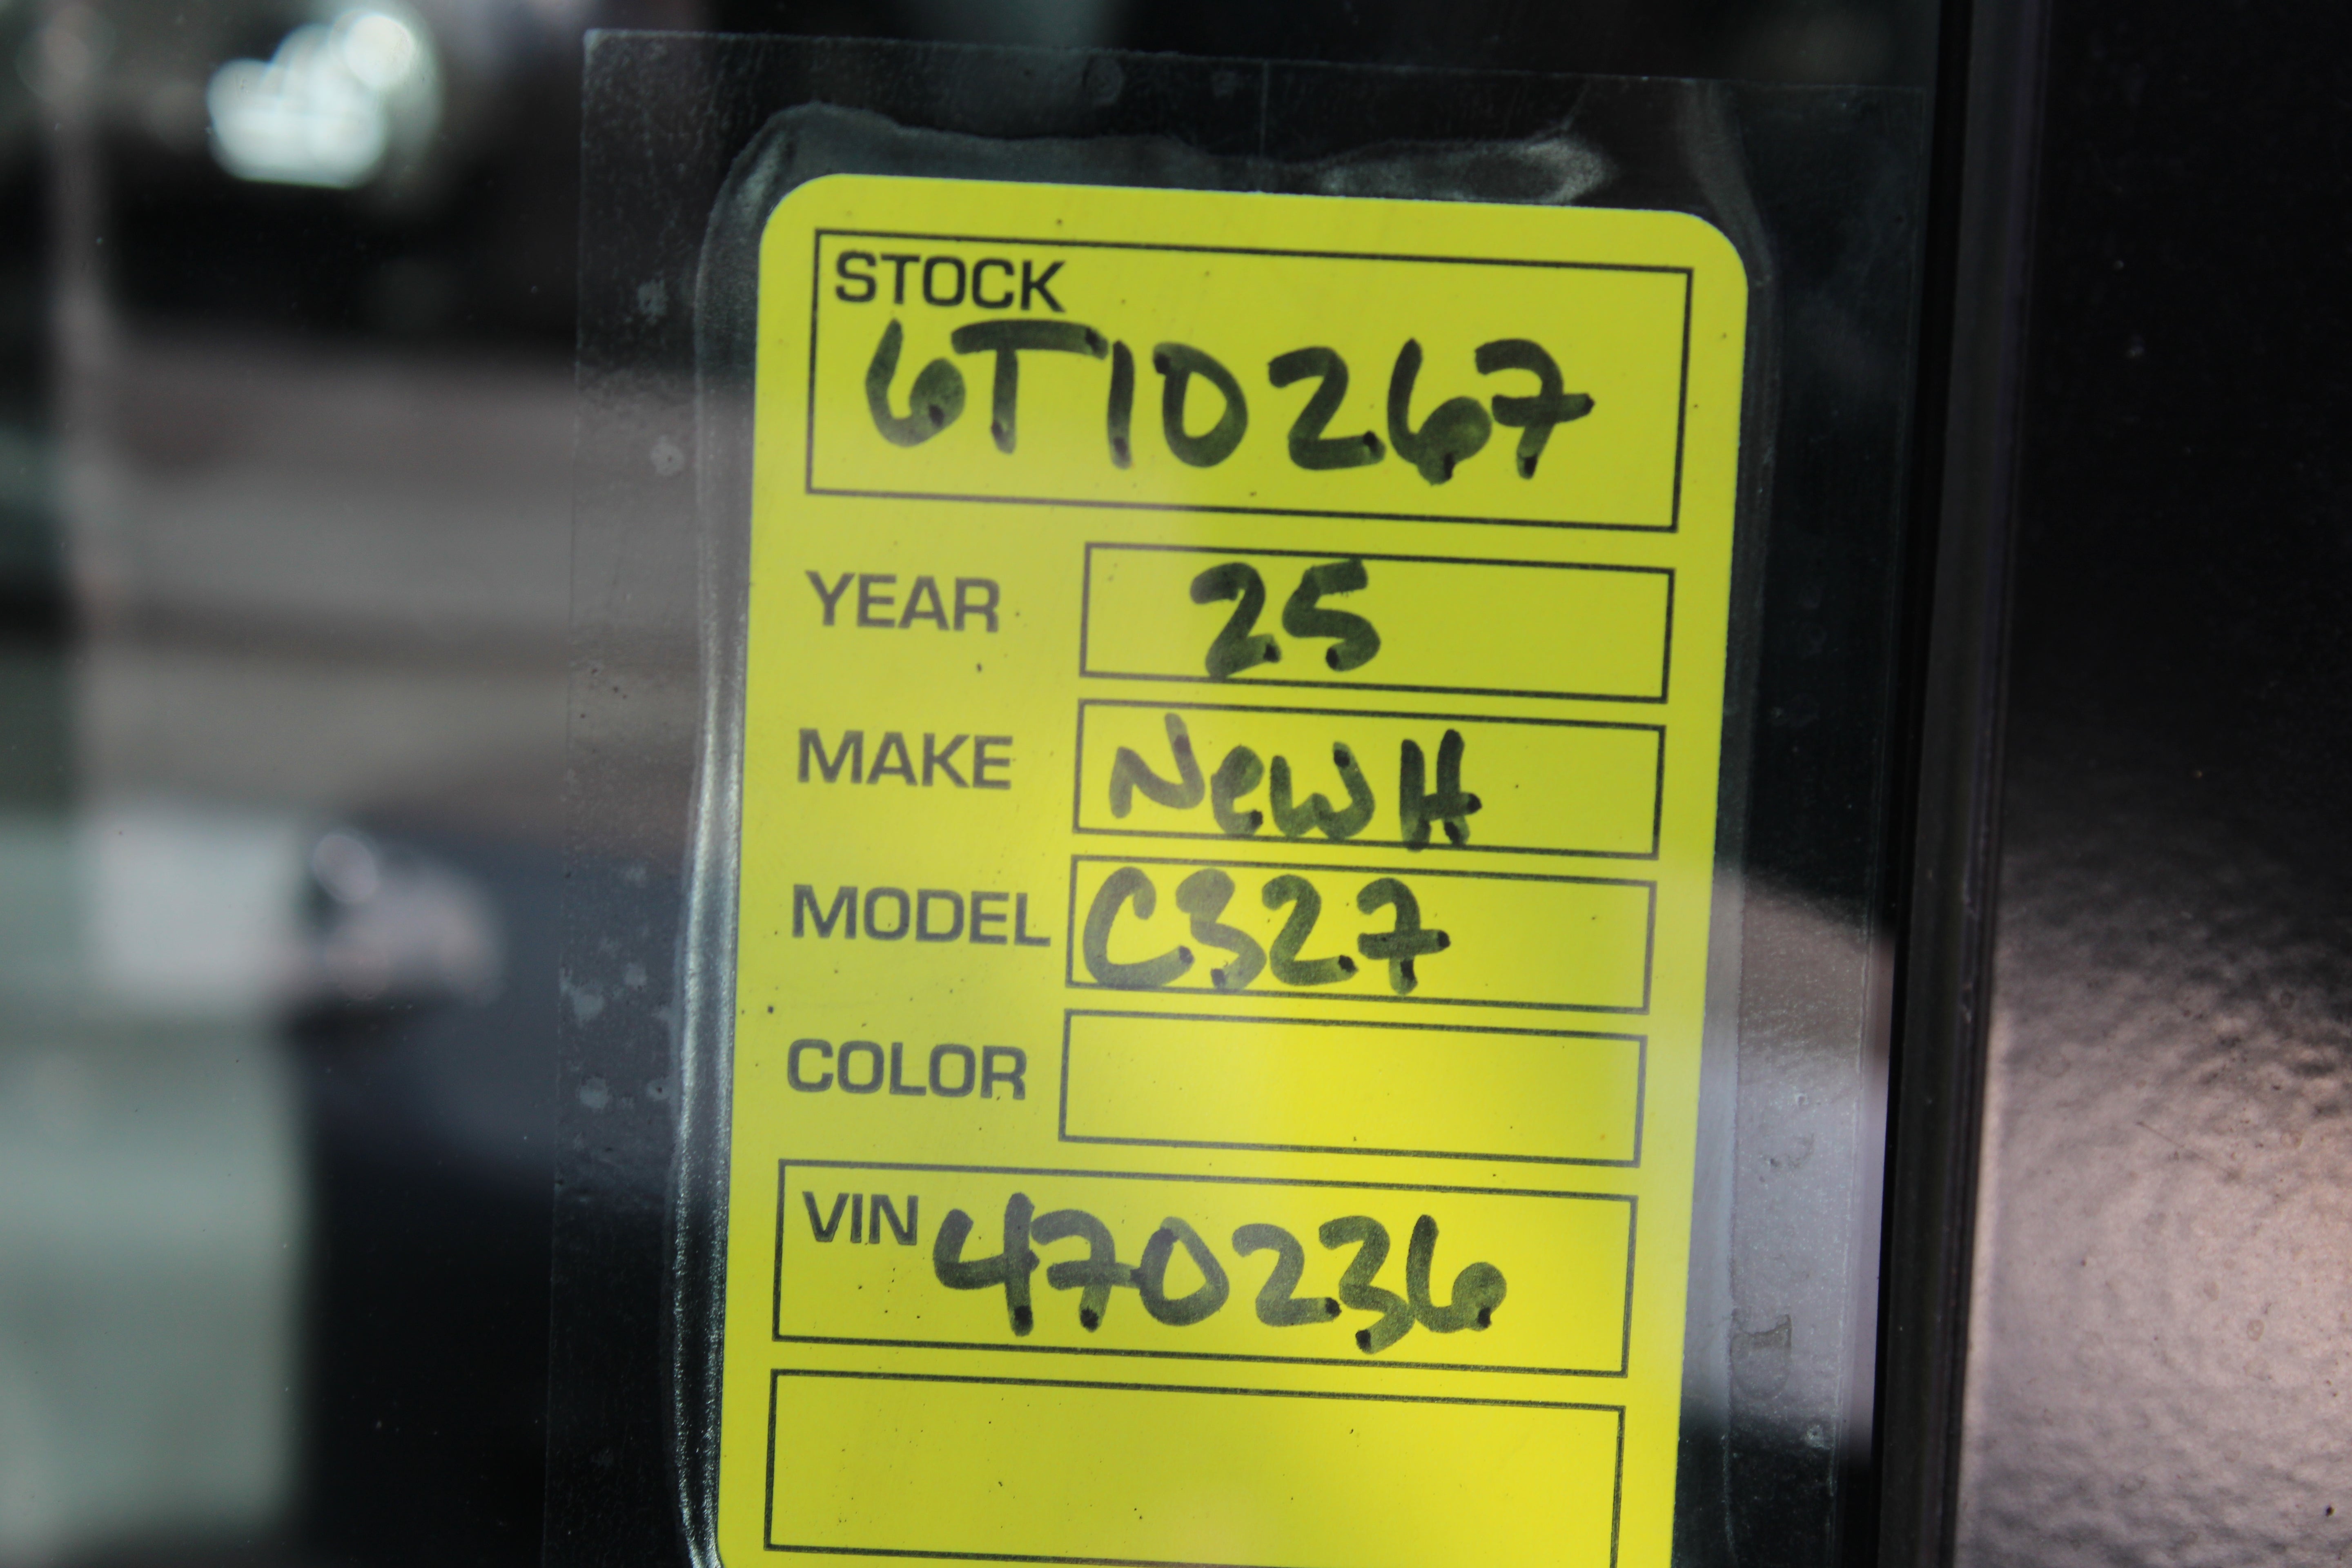 STOCK
6T10267
YEAR 25
MAKE NewH
MODEL C327
COLOR
VIN 470236